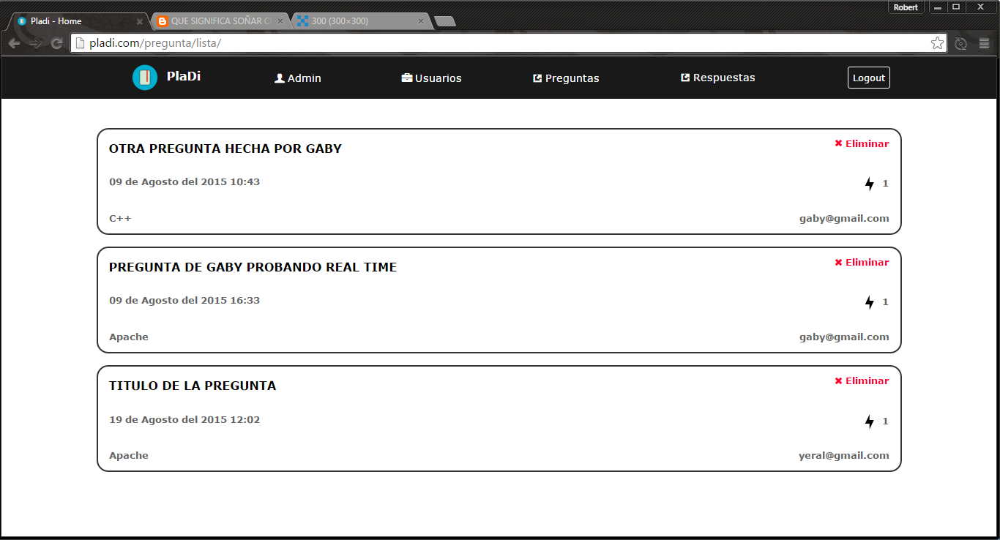 Robert
Pladi - Home
QUE SIGNIFICA SOÑAR C
300 (300×300)
pladi.com/pregunta/lista/
PlaDi
Admin
Usuarios
Preguntas
Respuestas
Logout
OTRA PREGUNTA HECHA POR GABY
Eliminar
09 de Agosto del 2015 10:43
1
C++
gaby@gmail.com
PREGUNTA DE GABY PROBANDO REAL TIME
Eliminar
09 de Agosto del 2015 16:33
1
Apache
gaby@gmail.com
TITULO DE LA PREGUNTA
Eliminar
19 de Agosto del 2015 12:02
1
Apache
yeral@gmail.com